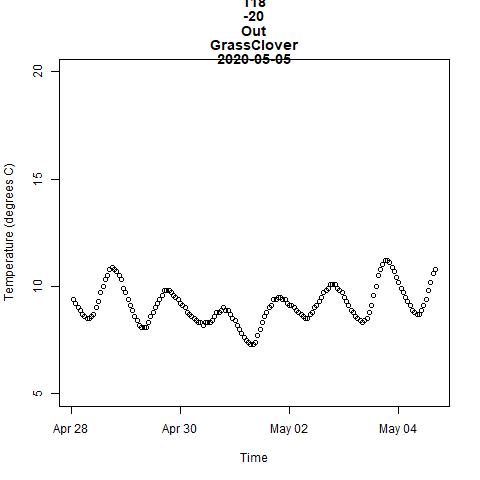 T18
-20
Out
GrassClover
2020-05-05
Temperature (degrees C)
20
15
10
5
Apr 28
Apr 30
May 02
May 04
Time